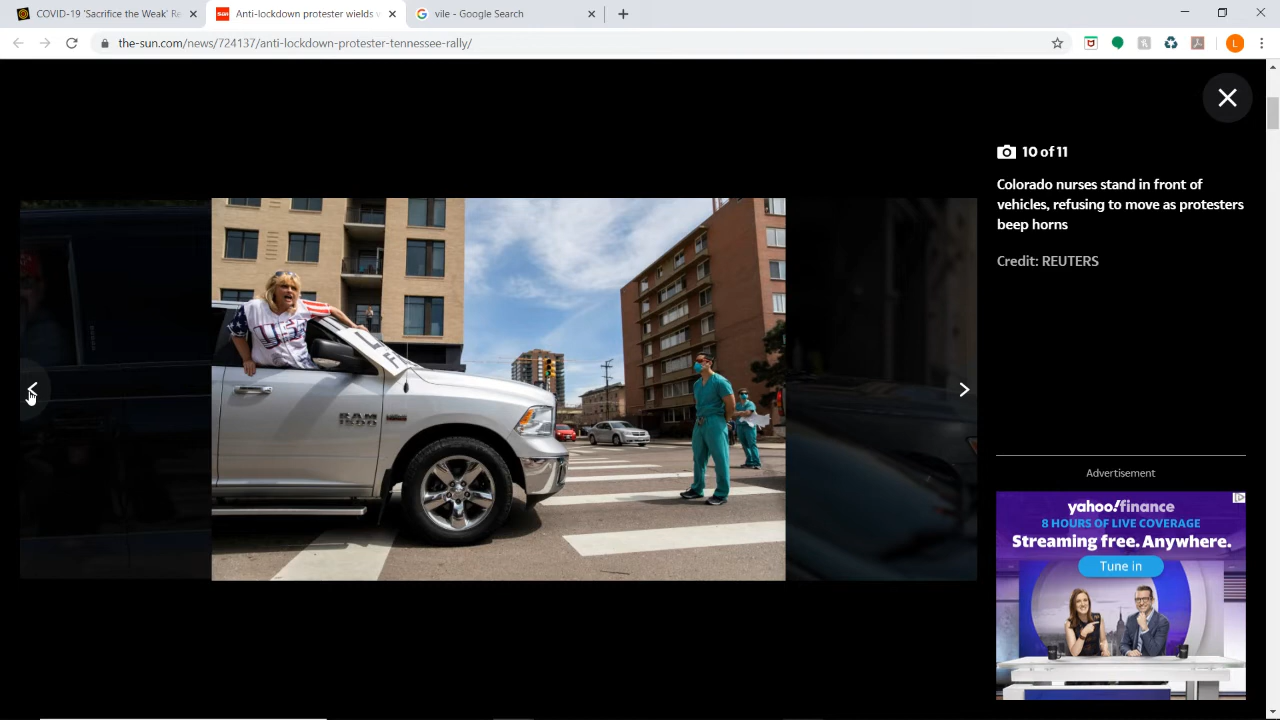 COVID-19 'Sacrifice the Weak' Re
Anti-lockdown protester wields v
vile - Google Search
the-sun.com/news/724137/anti-lockdown-protester-tennessee-rally/
L
10 of 11
Colorado nurses stand in front of
vehicles, refusing to move as protesters
beep horns
Credit: REUTERS
USA
RAM
1500
Advertisement
yahoo!finance
8 HOURS OF LIVE COVERAGE
Streaming free. Anywhere.
Tune in